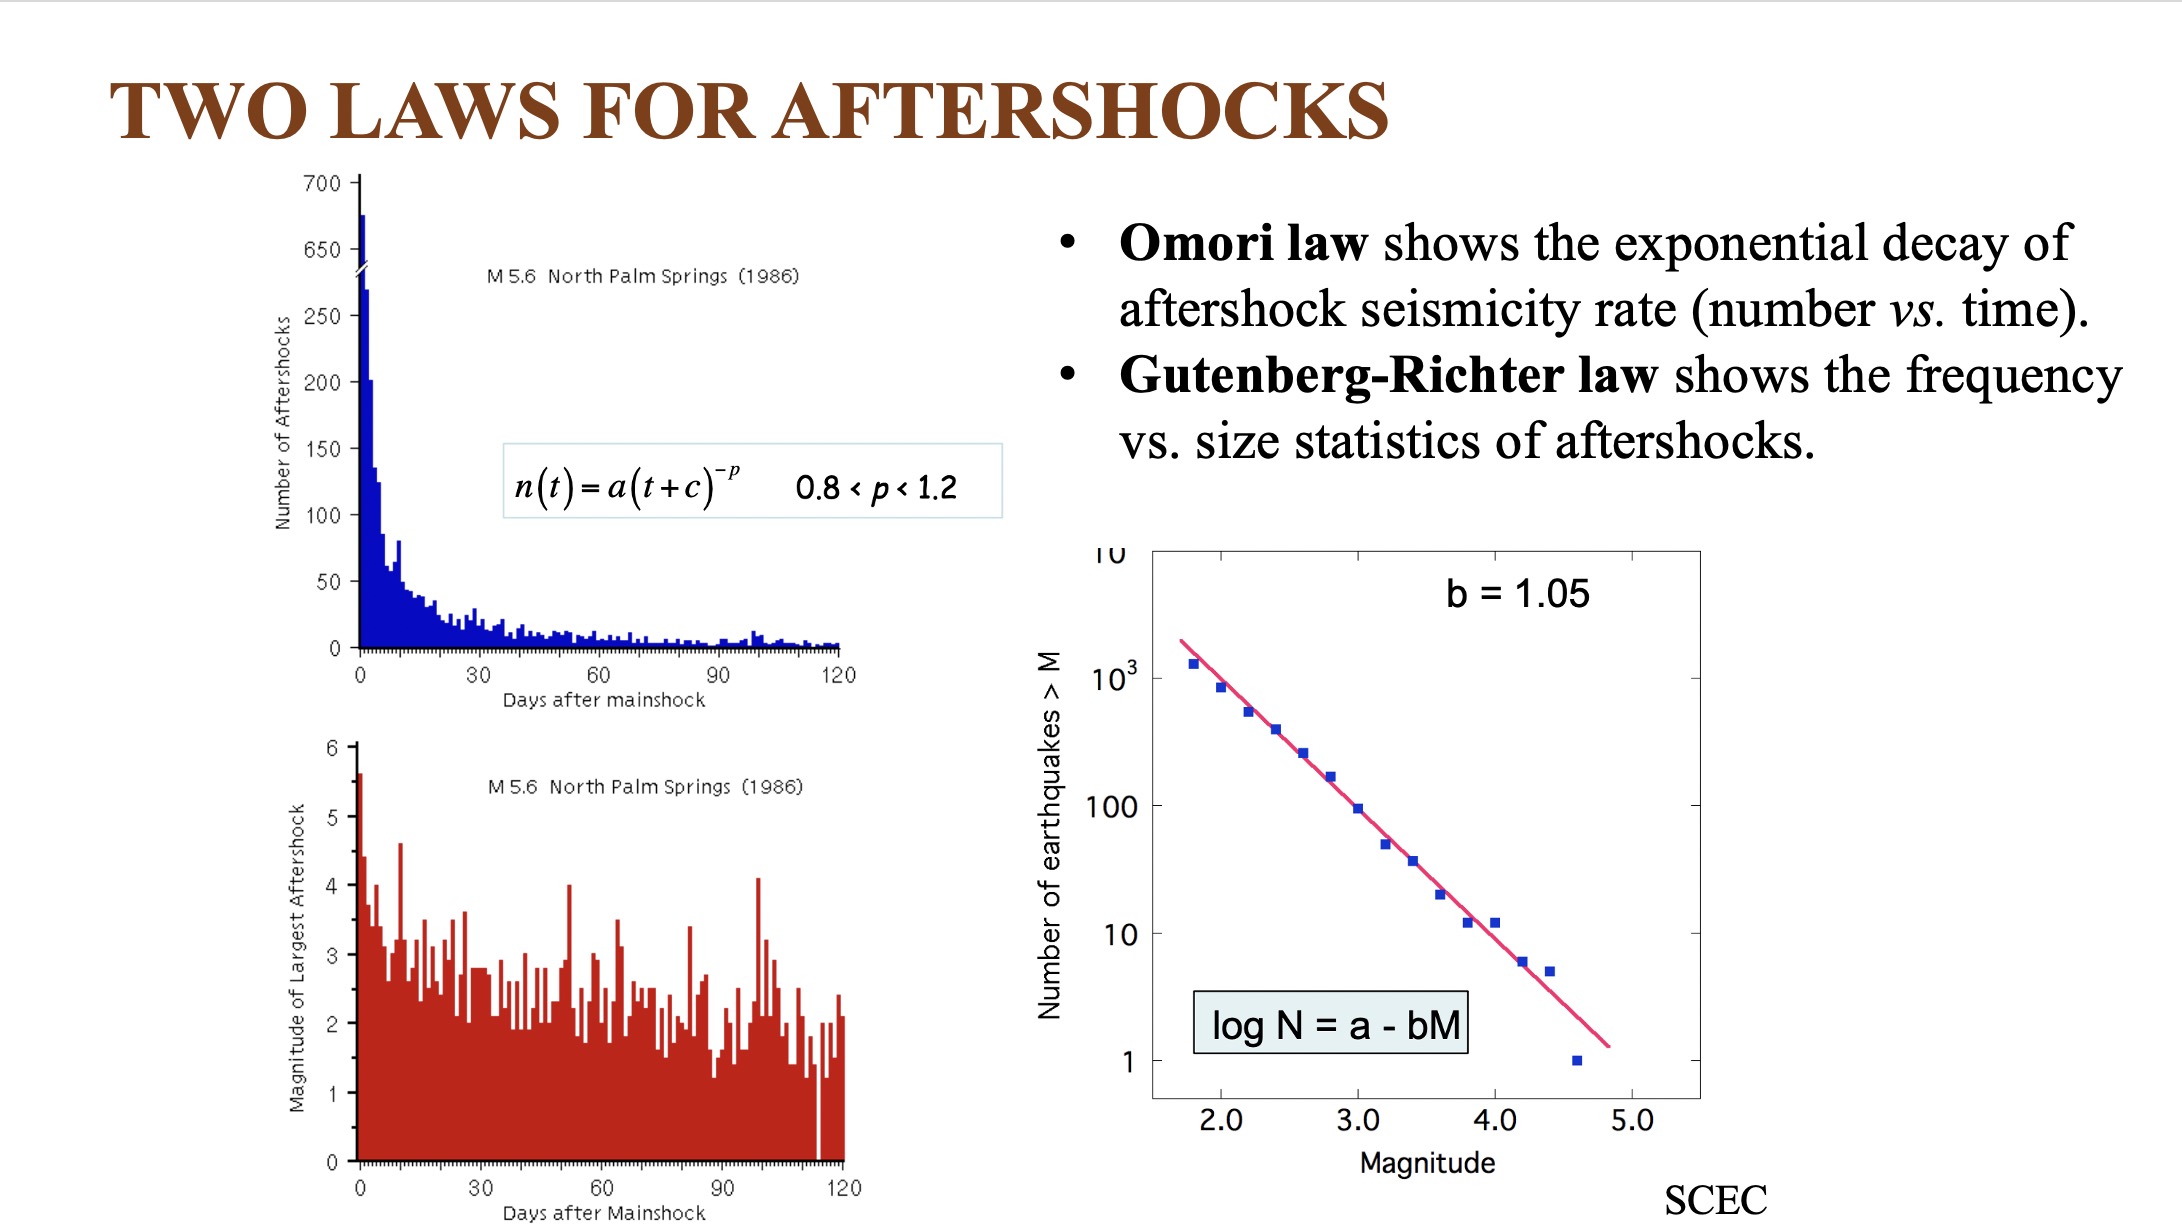 TWO LAWS FOR AFTERSHOCKS
700
650
250
200
150
100
50
0
Number of Aftershocks
M 5.6 North Palm Springs (1986)
n(t) = a(t+c)^-p 0.8 < p < 1.2
0 30 60 90 120
Days after mainshock
6
5
4
3
2
1
0
Magnitude of Largest Aftershock
M 5.6 North Palm Springs (1986)
0 30 60 90 120
Days after Mainshock
• Omori law shows the exponential decay of
aftershock seismicity rate (number vs. time).
• Gutenberg-Richter law shows the frequency
vs. size statistics of aftershocks.
10
b = 1.05
10³
100
10
1
Number of earthquakes > M
log N = a - bM
2.0 3.0 4.0 5.0
Magnitude
SCEC